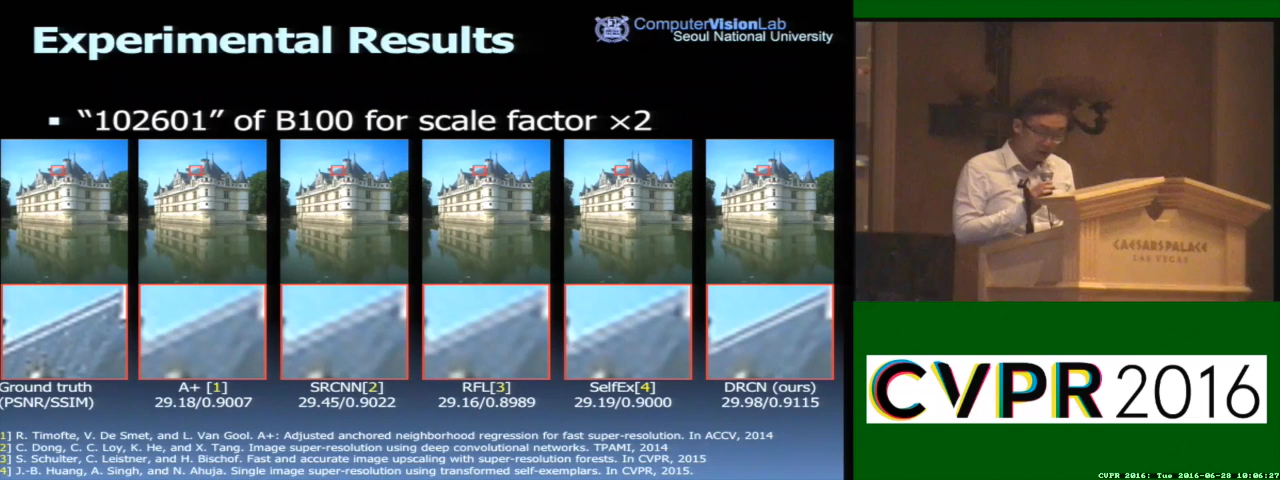 Experimental Results
ComputerVisionLab
Seoul National University
▪ “102601” of B100 for scale factor ×2
Ground truth
(PSNR/SSIM)
A+ [1]
29.18/0.9007
SRCNN[2]
29.45/0.9022
RFL[3]
29.16/0.8989
SelfEx[4]
29.19/0.9000
DRCN (ours)
29.98/0.9115
1] R. Timofte, V. De Smet, and L. Van Gool. A+: Adjusted anchored neighborhood regression for fast super-resolution. In ACCV, 2014
2] C. Dong, C. C. Loy, K. He, and X. Tang. Image super-resolution using deep convolutional networks. TPAMI, 2014
3] S. Schulter, C. Leistner, and H. Bischof. Fast and accurate image upscaling with super-resolution forests. In CVPR, 2015
4] J.-B. Huang, A. Singh, and N. Ahuja. Single image super-resolution using transformed self-exemplars. In CVPR, 2015.
CAESARS PALACE
LAS VEGAS
CVPR 2016
CVPR 2016: Tue 2016-06-28 10:06:27